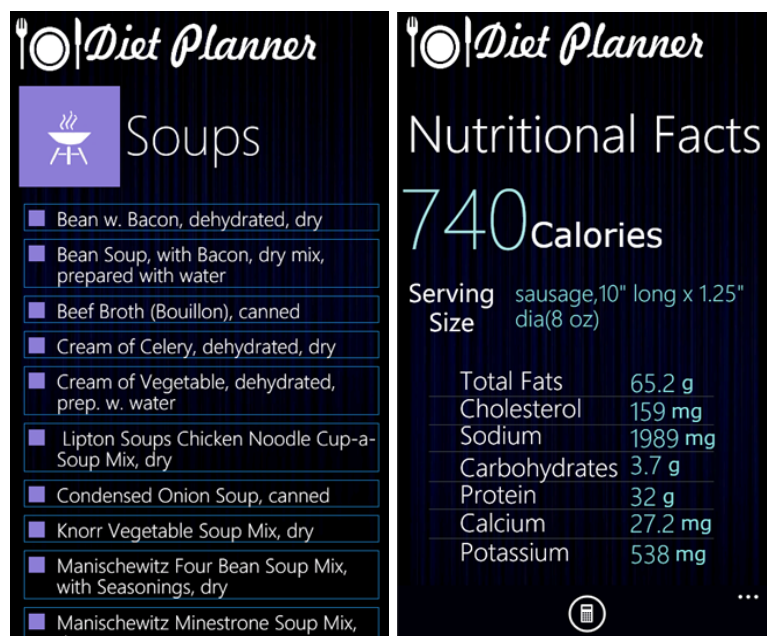 Diet Planner
Soups
Bean w. Bacon, dehydrated, dry
Bean Soup, with Bacon, dry mix,
prepared with water
Beef Broth (Bouillon), canned
Cream of Celery, dehydrated, dry
Cream of Vegetable, dehydrated,
prep. w. water
Lipton Soups Chicken Noodle Cup-a-
Soup Mix, dry
Condensed Onion Soup, canned
Knorr Vegetable Soup Mix, dry
Manischewitz Four Bean Soup Mix,
with Seasonings, dry
Manischewitz Minestrone Soup Mix,
Diet Planner
Nutritional Facts
740 Calories
Serving Size sausage,10" long x 1.25"
dia(8 oz)
Total Fats 65.2 g
Cholesterol 159 mg
Sodium 1989 mg
Carbohydrates 3.7 g
Protein 32 g
Calcium 27.2 mg
Potassium 538 mg